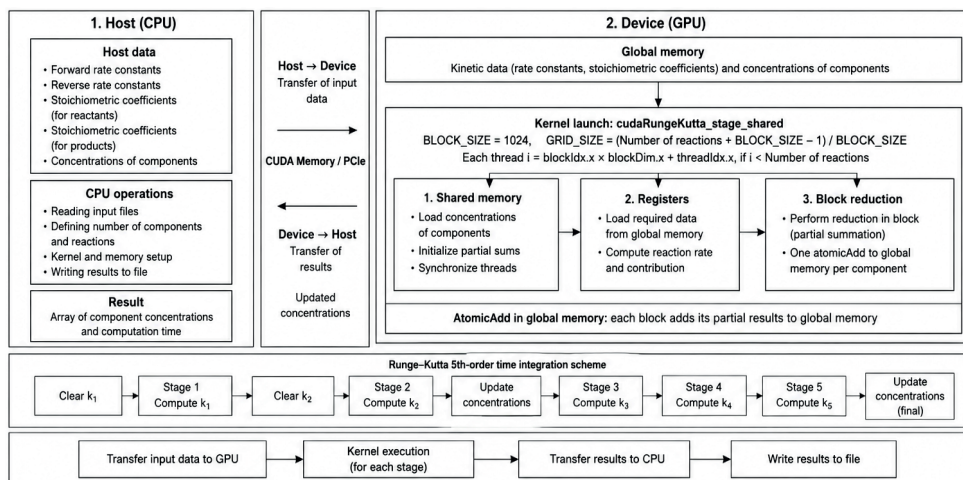 1. Host (CPU)
Host data
• Forward rate constants
• Reverse rate constants
• Stoichiometric coefficients
(for reactants)
• Stoichiometric coefficients
(for products)
• Concentrations of components
CPU operations
• Reading input files
• Defining number of components
and reactions
• Kernel and memory setup
• Writing results to file
Result
Array of component concentrations
and computation time
Host → Device
Transfer of input
data
CUDA Memory / PCIe
Device → Host
Transfer of
results
Updated
concentrations
2. Device (GPU)
Global memory
Kinetic data (rate constants, stoichiometric coefficients) and concentrations of components
Kernel launch: cudaRungeKutta_stage_shared
BLOCK_SIZE = 1024, GRID_SIZE = (Number of reactions + BLOCK_SIZE − 1) / BLOCK_SIZE
Each thread i = blockIdx.x × blockDim.x + threadIdx.x, if i < Number of reactions
1. Shared memory
• Load concentrations
of components
• Initialize partial sums
• Synchronize threads
2. Registers
• Load required data
from global memory
• Compute reaction rate
and contribution
3. Block reduction
• Perform reduction in block
(partial summation)
• One atomicAdd to global
memory per component
AtomicAdd in global memory: each block adds its partial results to global memory
Runge–Kutta 5th-order time integration scheme
Clear k₁
Stage 1
Compute k₁
Clear k₂
Stage 2
Compute k₂
Update
concentrations
Stage 3
Compute k₃
Stage 4
Compute k₄
Stage 5
Compute k₅
Update
concentrations
(final)
Transfer input data to GPU
Kernel execution
(for each stage)
Transfer results to CPU
Write results to file